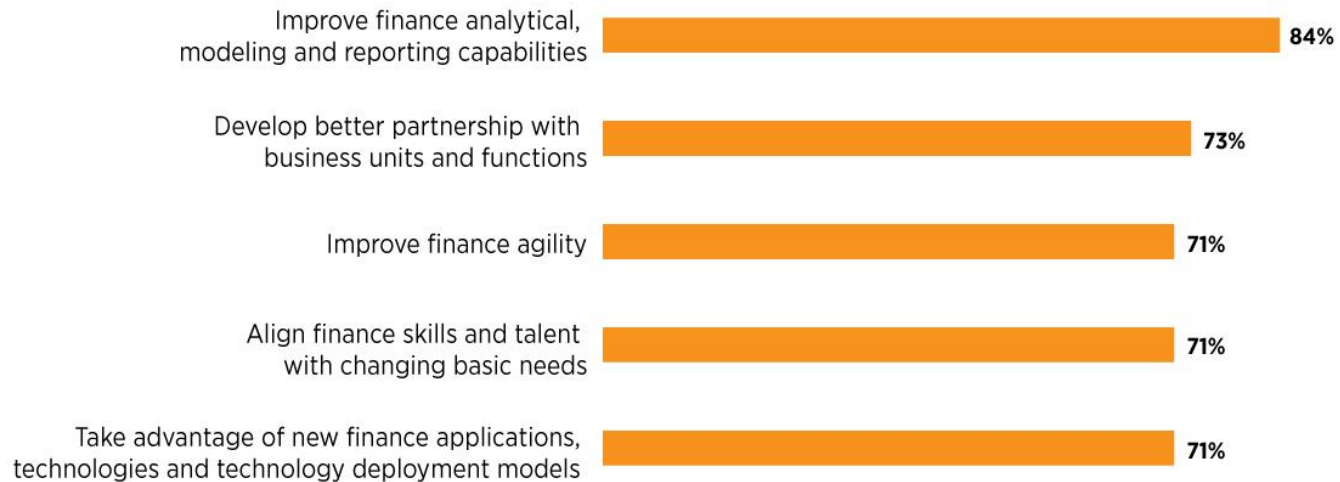 Improve finance analytical,
modeling and reporting capabilities
84%
Develop better partnership with
business units and functions
73%
Improve finance agility
71%
Align finance skills and talent
with changing basic needs
71%
Take advantage of new finance applications,
technologies and technology deployment models
71%